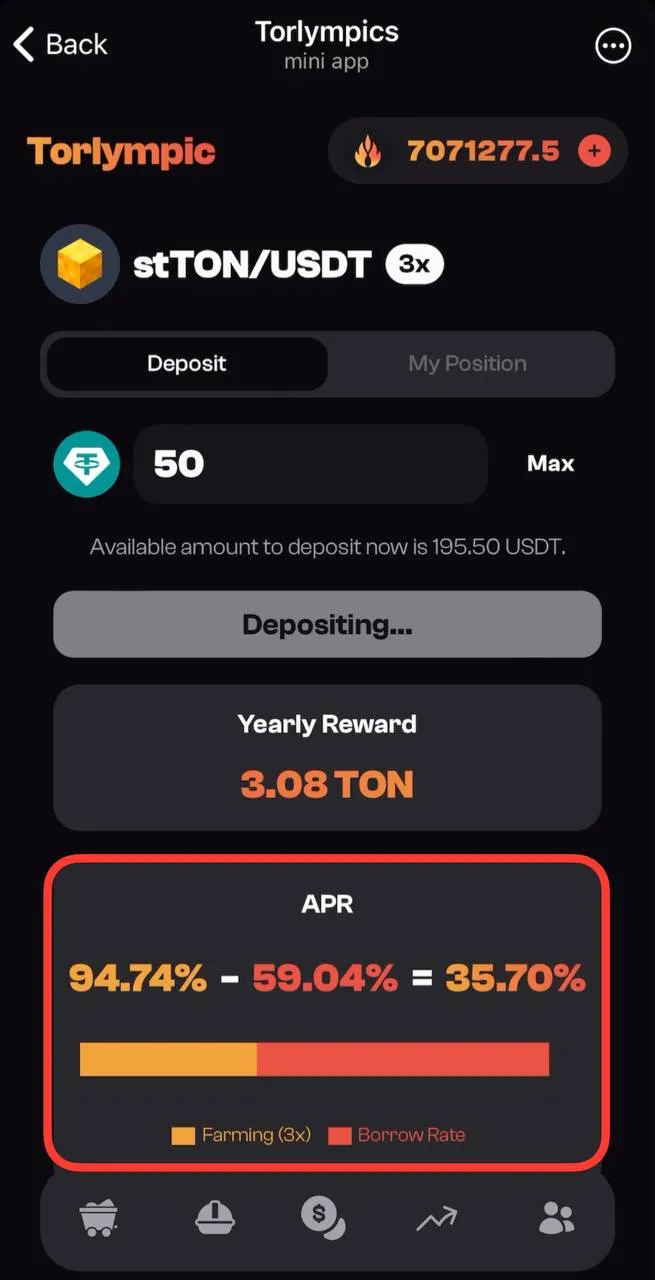 Back
Torlympics
mini app
Torlympic
7071277.5
stTON/USDT 3x
Deposit
My Position
50
Max
Available amount to deposit now is 195.50 USDT.
Depositing...
Yearly Reward
3.08 TON
APR
94.74% - 59.04% = 35.70%
Farming (3x)
Borrow Rate